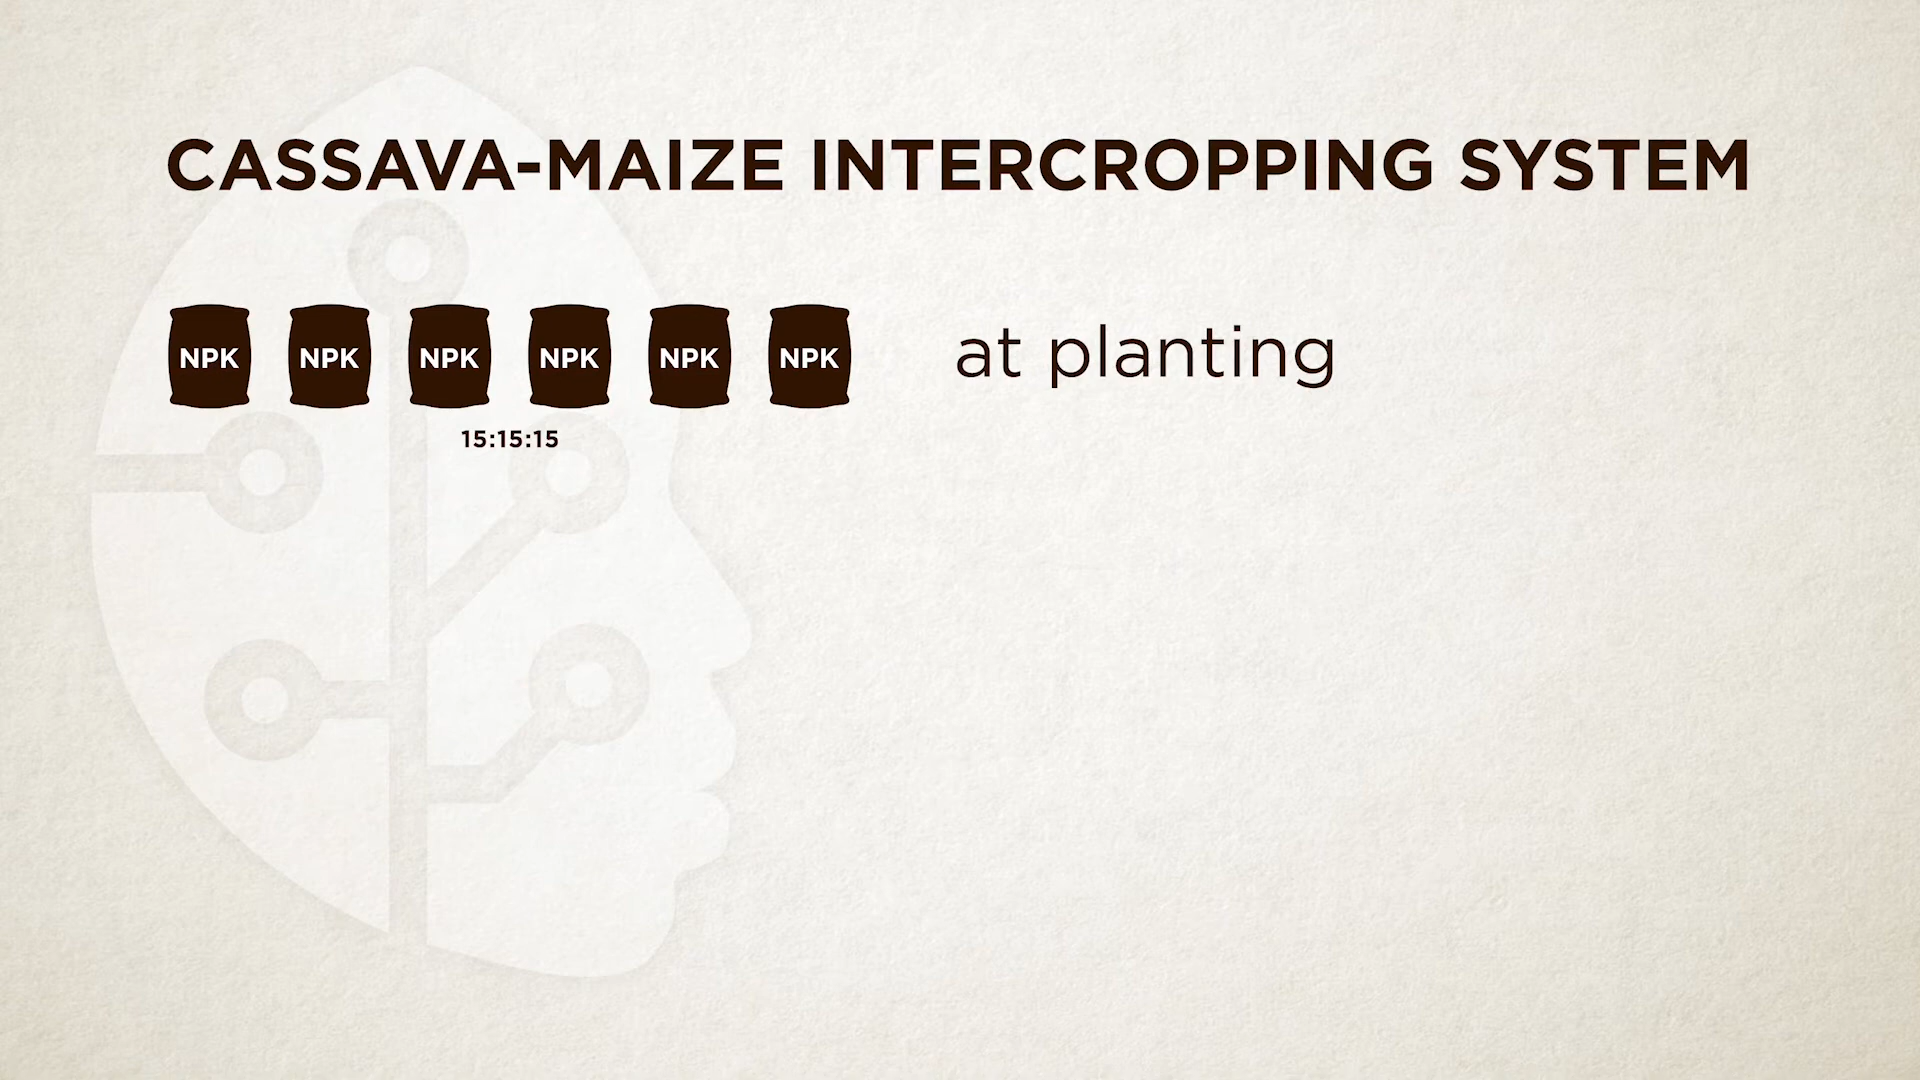 CASSAVA-MAIZE INTERCROPPING SYSTEM
NPK NPK NPK NPK NPK NPK at planting
15:15:15